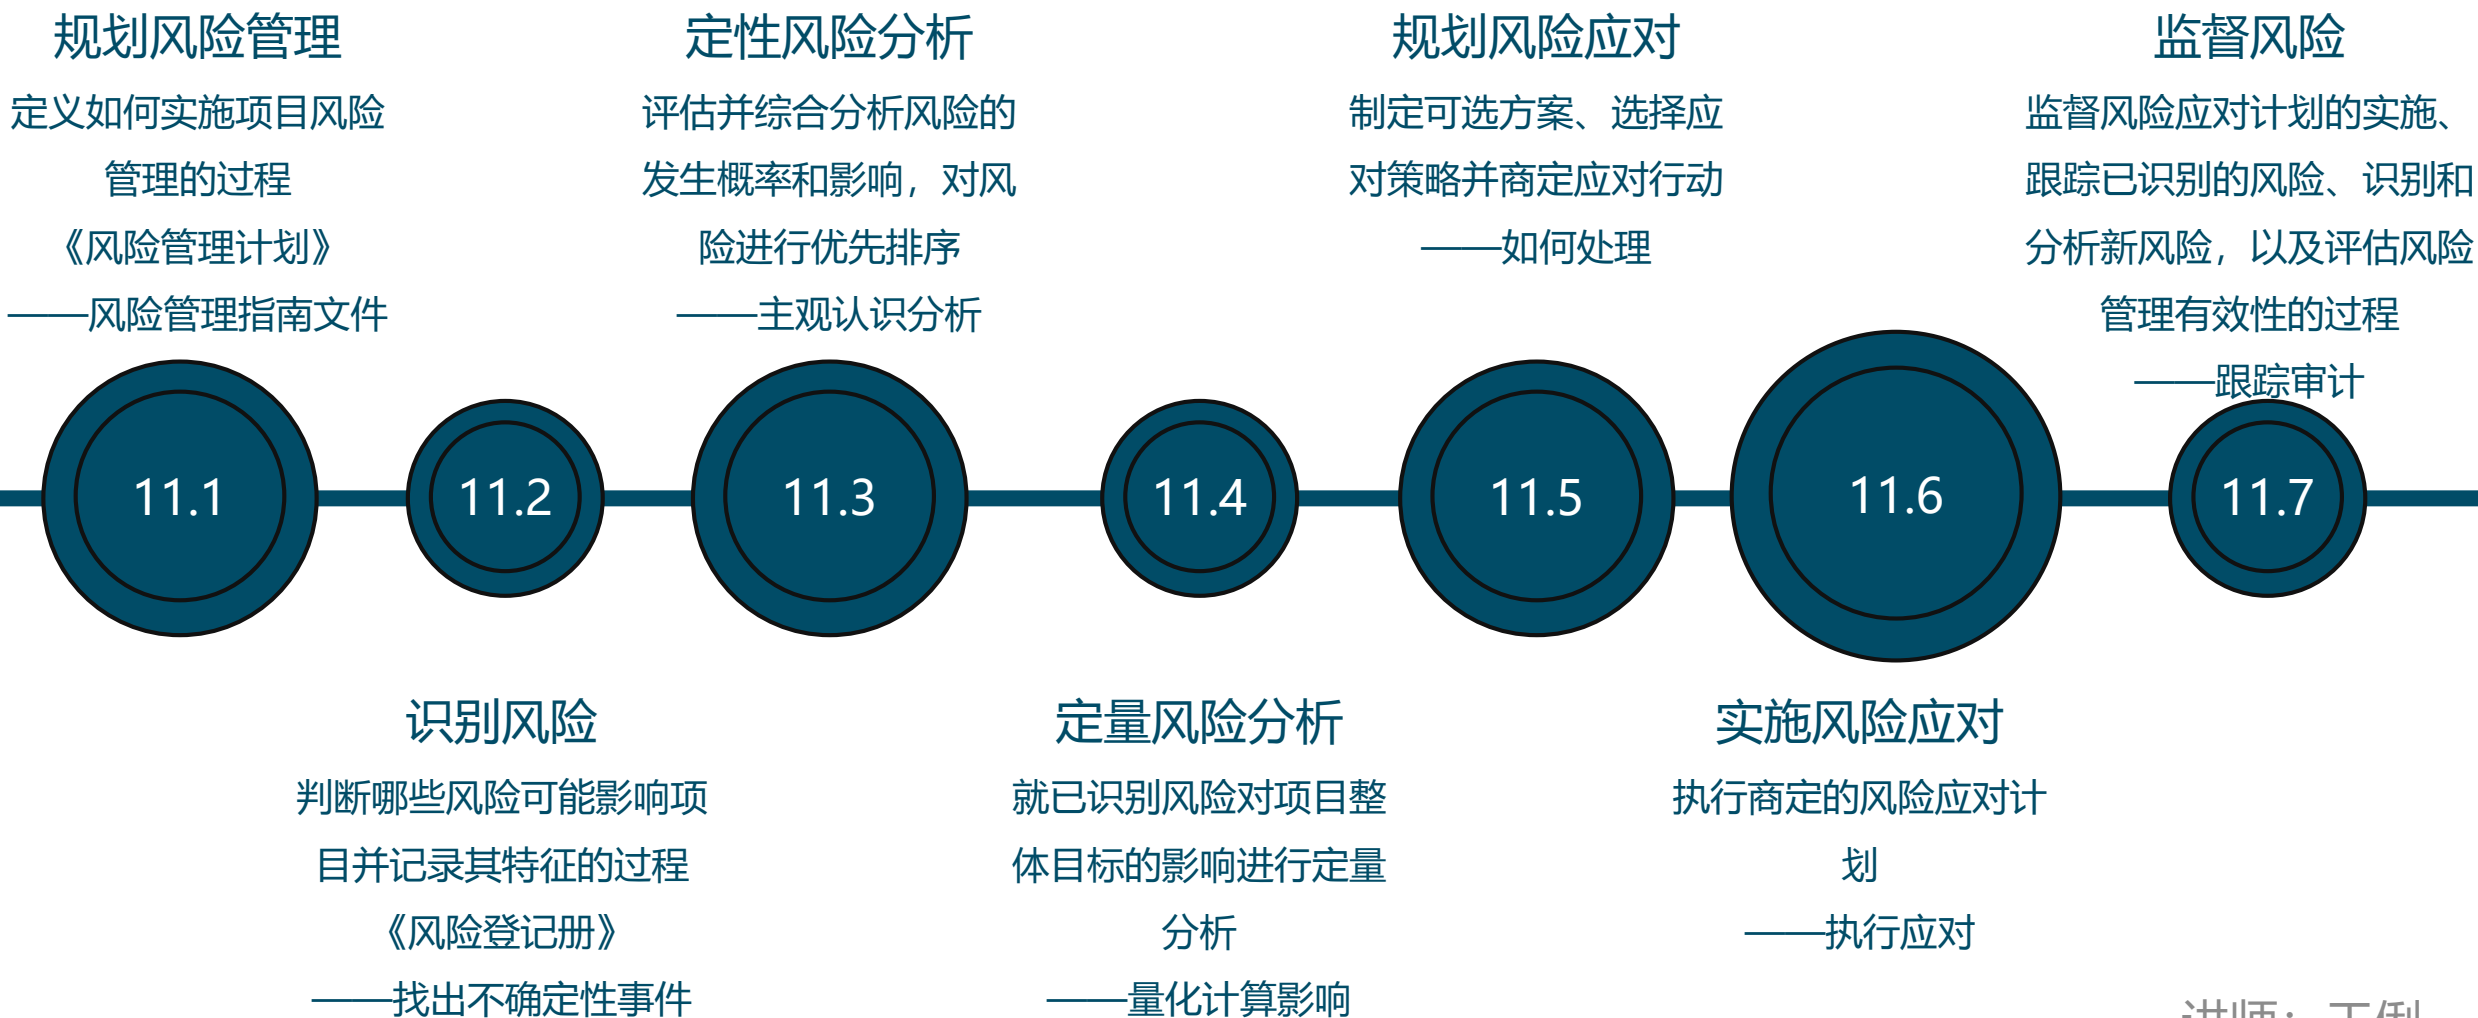 规划风险管理
定义如何实施项目风险
管理的过程
《风险管理计划》
——风险管理指南文件
定性风险分析
评估并综合分析风险的
发生概率和影响，对风
险进行优先排序
——主观认识分析
规划风险应对
制定可选方案、选择应
对策略并商定应对行动
——如何处理
监督风险
监督风险应对计划的实施、
跟踪已识别的风险、识别和
分析新风险，以及评估风险
管理有效性的过程
——跟踪审计
11.1
11.2
11.3
11.4
11.5
11.6
11.7
识别风险
判断哪些风险可能影响项
目并记录其特征的过程
《风险登记册》
——找出不确定性事件
定量风险分析
就已识别风险对项目整
体目标的影响进行定量
分析
——量化计算影响
实施风险应对
执行商定的风险应对计
划
——执行应对
讲师：